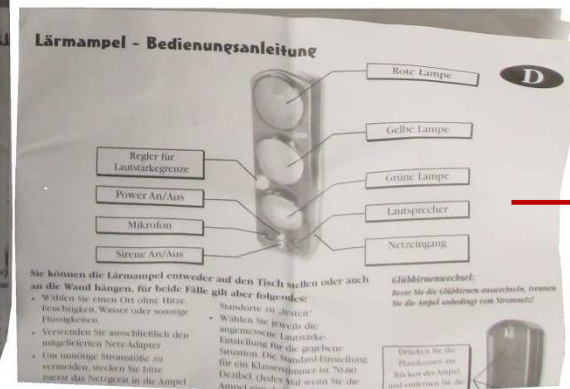 Lärmampel - Bedienungsanleitung
D
Rote Lampe
Gelbe Lampe
Regler für
Lautstärkegrenze
Grüne Lampe
Power An/Aus
Lautsprecher
Mikrofon
Netzeingang
Sirene An/Aus
Sie können die Lärmampel entweder auf den Tisch stellen oder auch
an die Wand hängen, für beide Fälle gilt aber folgendes:
• Wählen Sie einen Ort ohne Hitze,
Feuchtigkeit, Wasser oder sonstige
Flüssigkeiten.
• Verwenden Sie ausschließlich den
mitgelieferten Netz-Adapter
• Um unnötige Stromstöße zu
vermeiden, stecken Sie bitte
zuerst das Netzgerät in die Ampel
Standorte zu „testen"
• Wählen Sie jeweils die
angemessene Lautstärke-
Einstellung für die gegebene
Situation. Die Standard-Einstellung
für ein Klassenzimmer ist 70-80
Dezibel. (Jedes Mal wenn Sie die
Glühbirnenwechsel:
Bevor Sie die Glühbirnen auswechseln, trennen
Sie die Ampel unbedingt vom Stromnetz!
Drücken Sie die
Plastiknasen am
Rücken der Ampel
und entfernen Sie